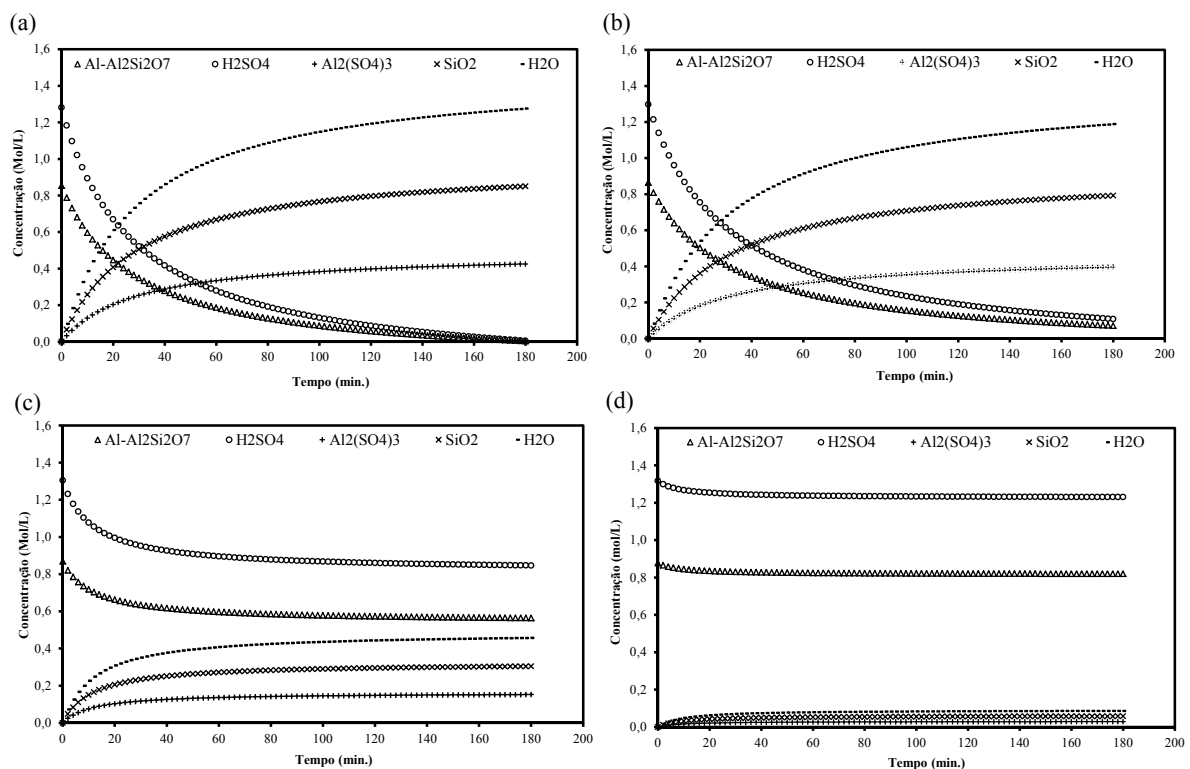 (a)
1,6
△Al-Al2Si2O7 ○H2SO4 +Al2(SO4)3 ×SiO2 -H2O
1,4
1,2
1,0
0,8
0,6
0,4
0,2
0,0
Concentração (Mol/L)
0 20 40 60 80 100 120 140 160 180 200
Tempo (min.)
(b)
1,6
△Al-Al2Si2O7 ○H2SO4 +Al2(SO4)3 ×SiO2 -H2O
1,4
1,2
1,0
0,8
0,6
0,4
0,2
0,0
Concentração (Mol/L)
0 20 40 60 80 100 120 140 160 180 200
Tempo (min.)
(c)
1,6
△Al-Al2Si2O7 ○H2SO4 +Al2(SO4)3 ×SiO2 -H2O
1,4
1,2
1,0
0,8
0,6
0,4
0,2
0,0
Concentração (Mol/L)
0 20 40 60 80 100 120 140 160 180 200
Tempo (min.)
(d)
1,6
△Al-Al2Si2O7 ○H2SO4 +Al2(SO4)3 ×SiO2 -H2O
1,4
1,2
1,0
0,8
0,6
0,4
0,2
0,0
Concentração (mol/L)
0 20 40 60 80 100 120 140 160 180 200
Tempo (min.)